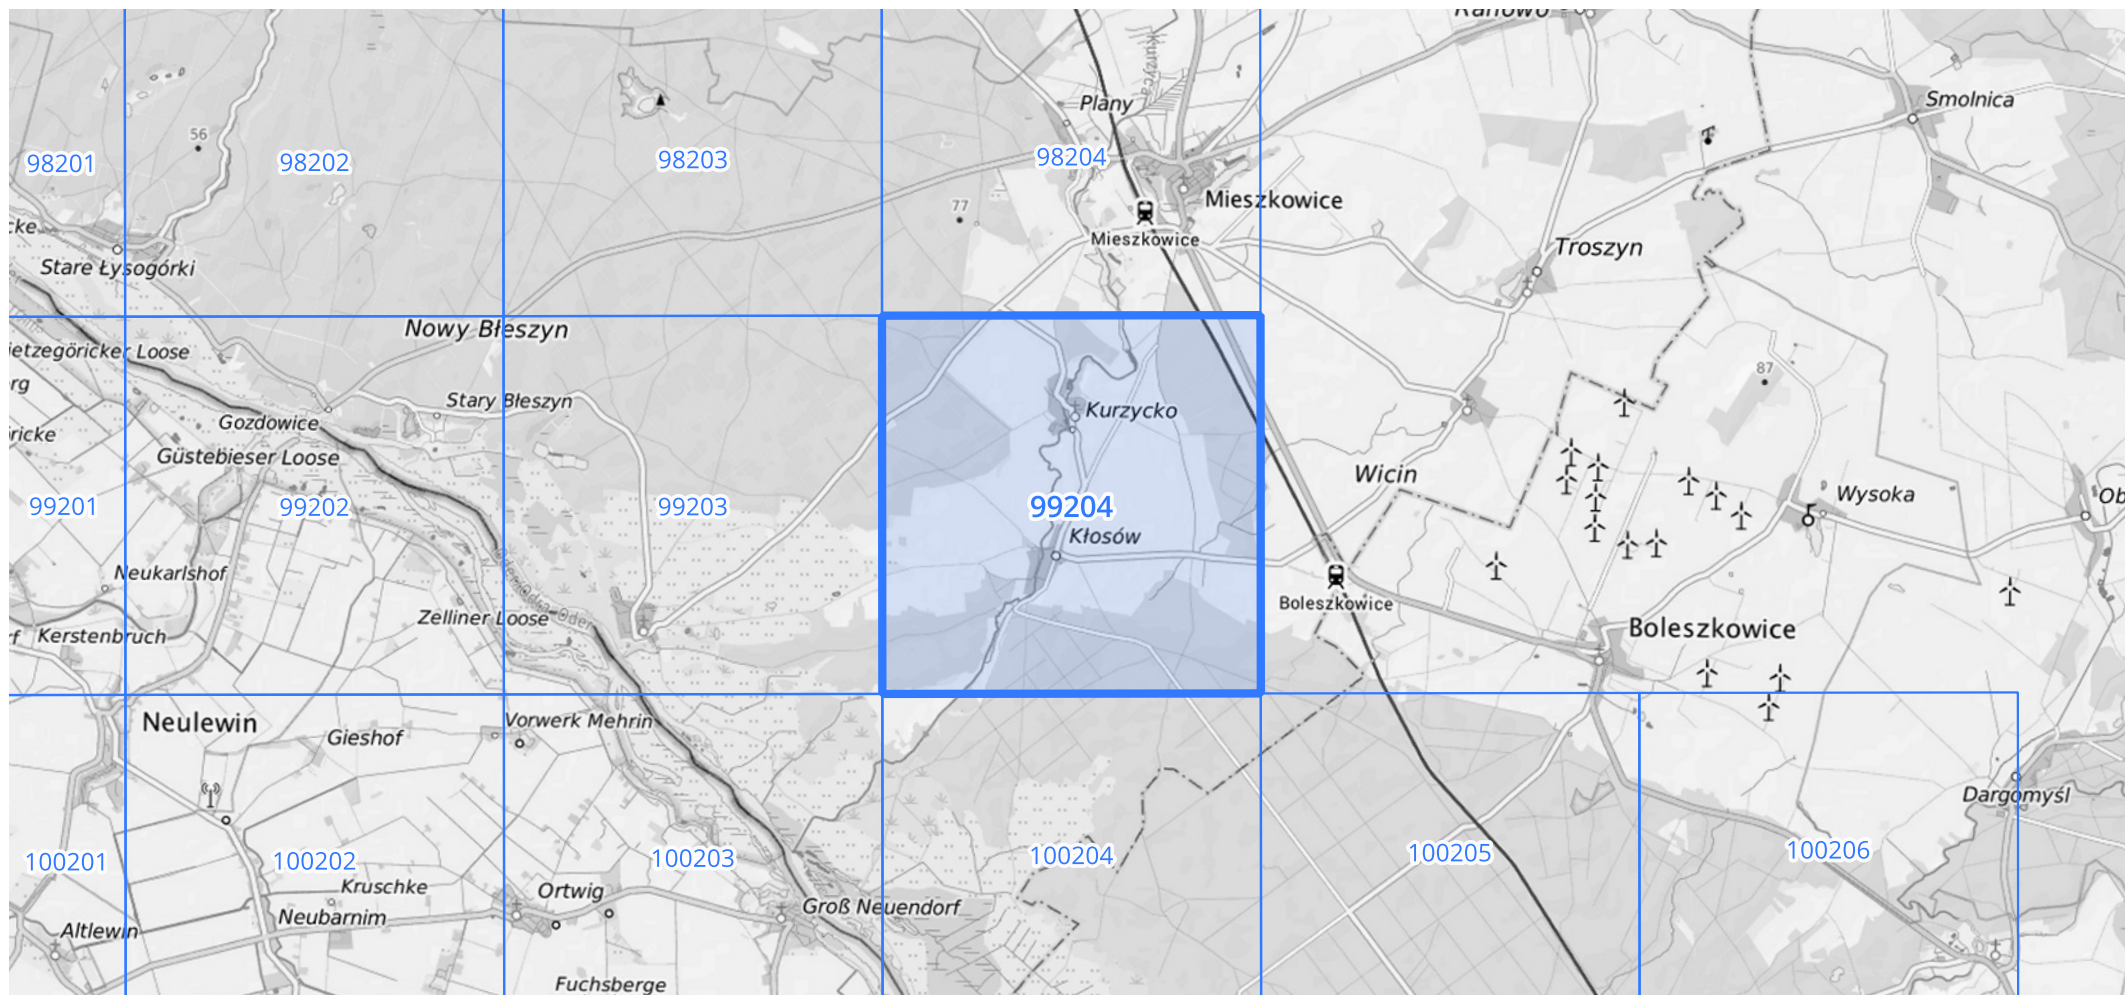 Smolnica
Plany
Kurzyca
56
98201
98202
98203
98204
77
Mieszkowice
Mieszkowice
Troszyn
Stare Łysogórki
Nowy Błeszyn
87
Stary Błeszyn
Gozdowice
Kurzycko
Güstebieser Loose
Wicin
99201
99202
99203
99204
Wysoka
Kłosów
Neukarlshof
Zelliner Loose
Boleszkowice
Kerstenbruch
Boleszkowice
Neulewin
Vorwerk Mehrin
Gieshof
Dargomyśl
100201
100202
100203
100204
100205
100206
Kruschke
Ortwig
Neubarnim
Groß Neuendorf
Altlewin
Fuchsberge